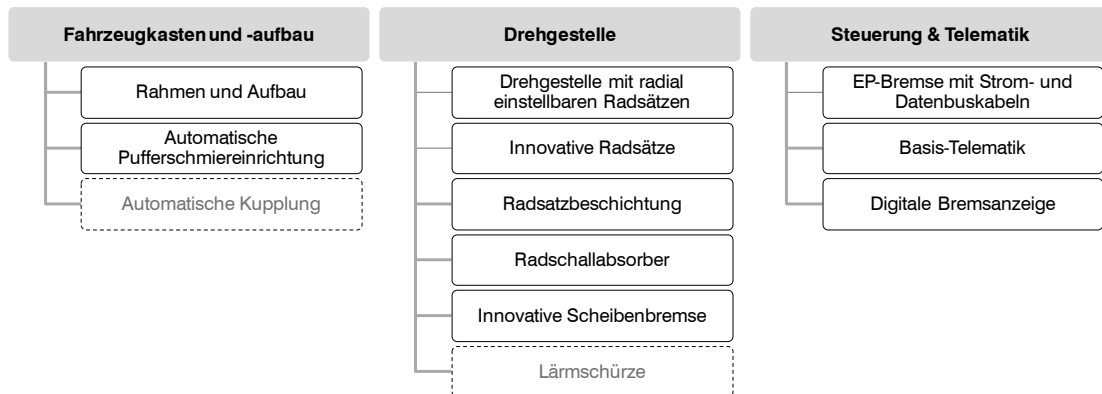 Fahrzeugkasten und -aufbau
Rahmen und Aufbau
Automatische
Pufferschmiereinrichtung
Automatische Kupplung
Drehgestelle
Drehgestelle mit radial
einstellbaren Radsätzen
Innovative Radsätze
Radsatzbeschichtung
Radschallabsorber
Innovative Scheibenbremse
Lärmschürze
Steuerung & Telematik
EP-Bremse mit Strom- und
Datenbuskabeln
Basis-Telematik
Digitale Bremsanzeige